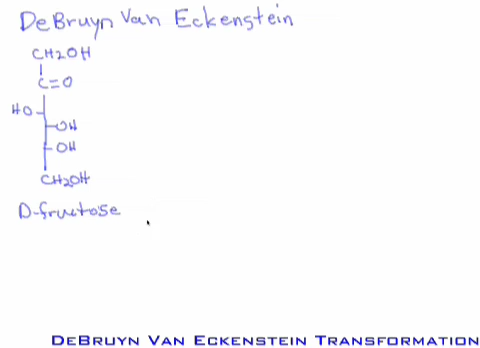 DeBruyn Van Eckenstein
CH2OH
C=O
HO
OH
OH
CH2OH
D-fructose
DEBRUYN VAN ECKENSTEIN TRANSFORMATION